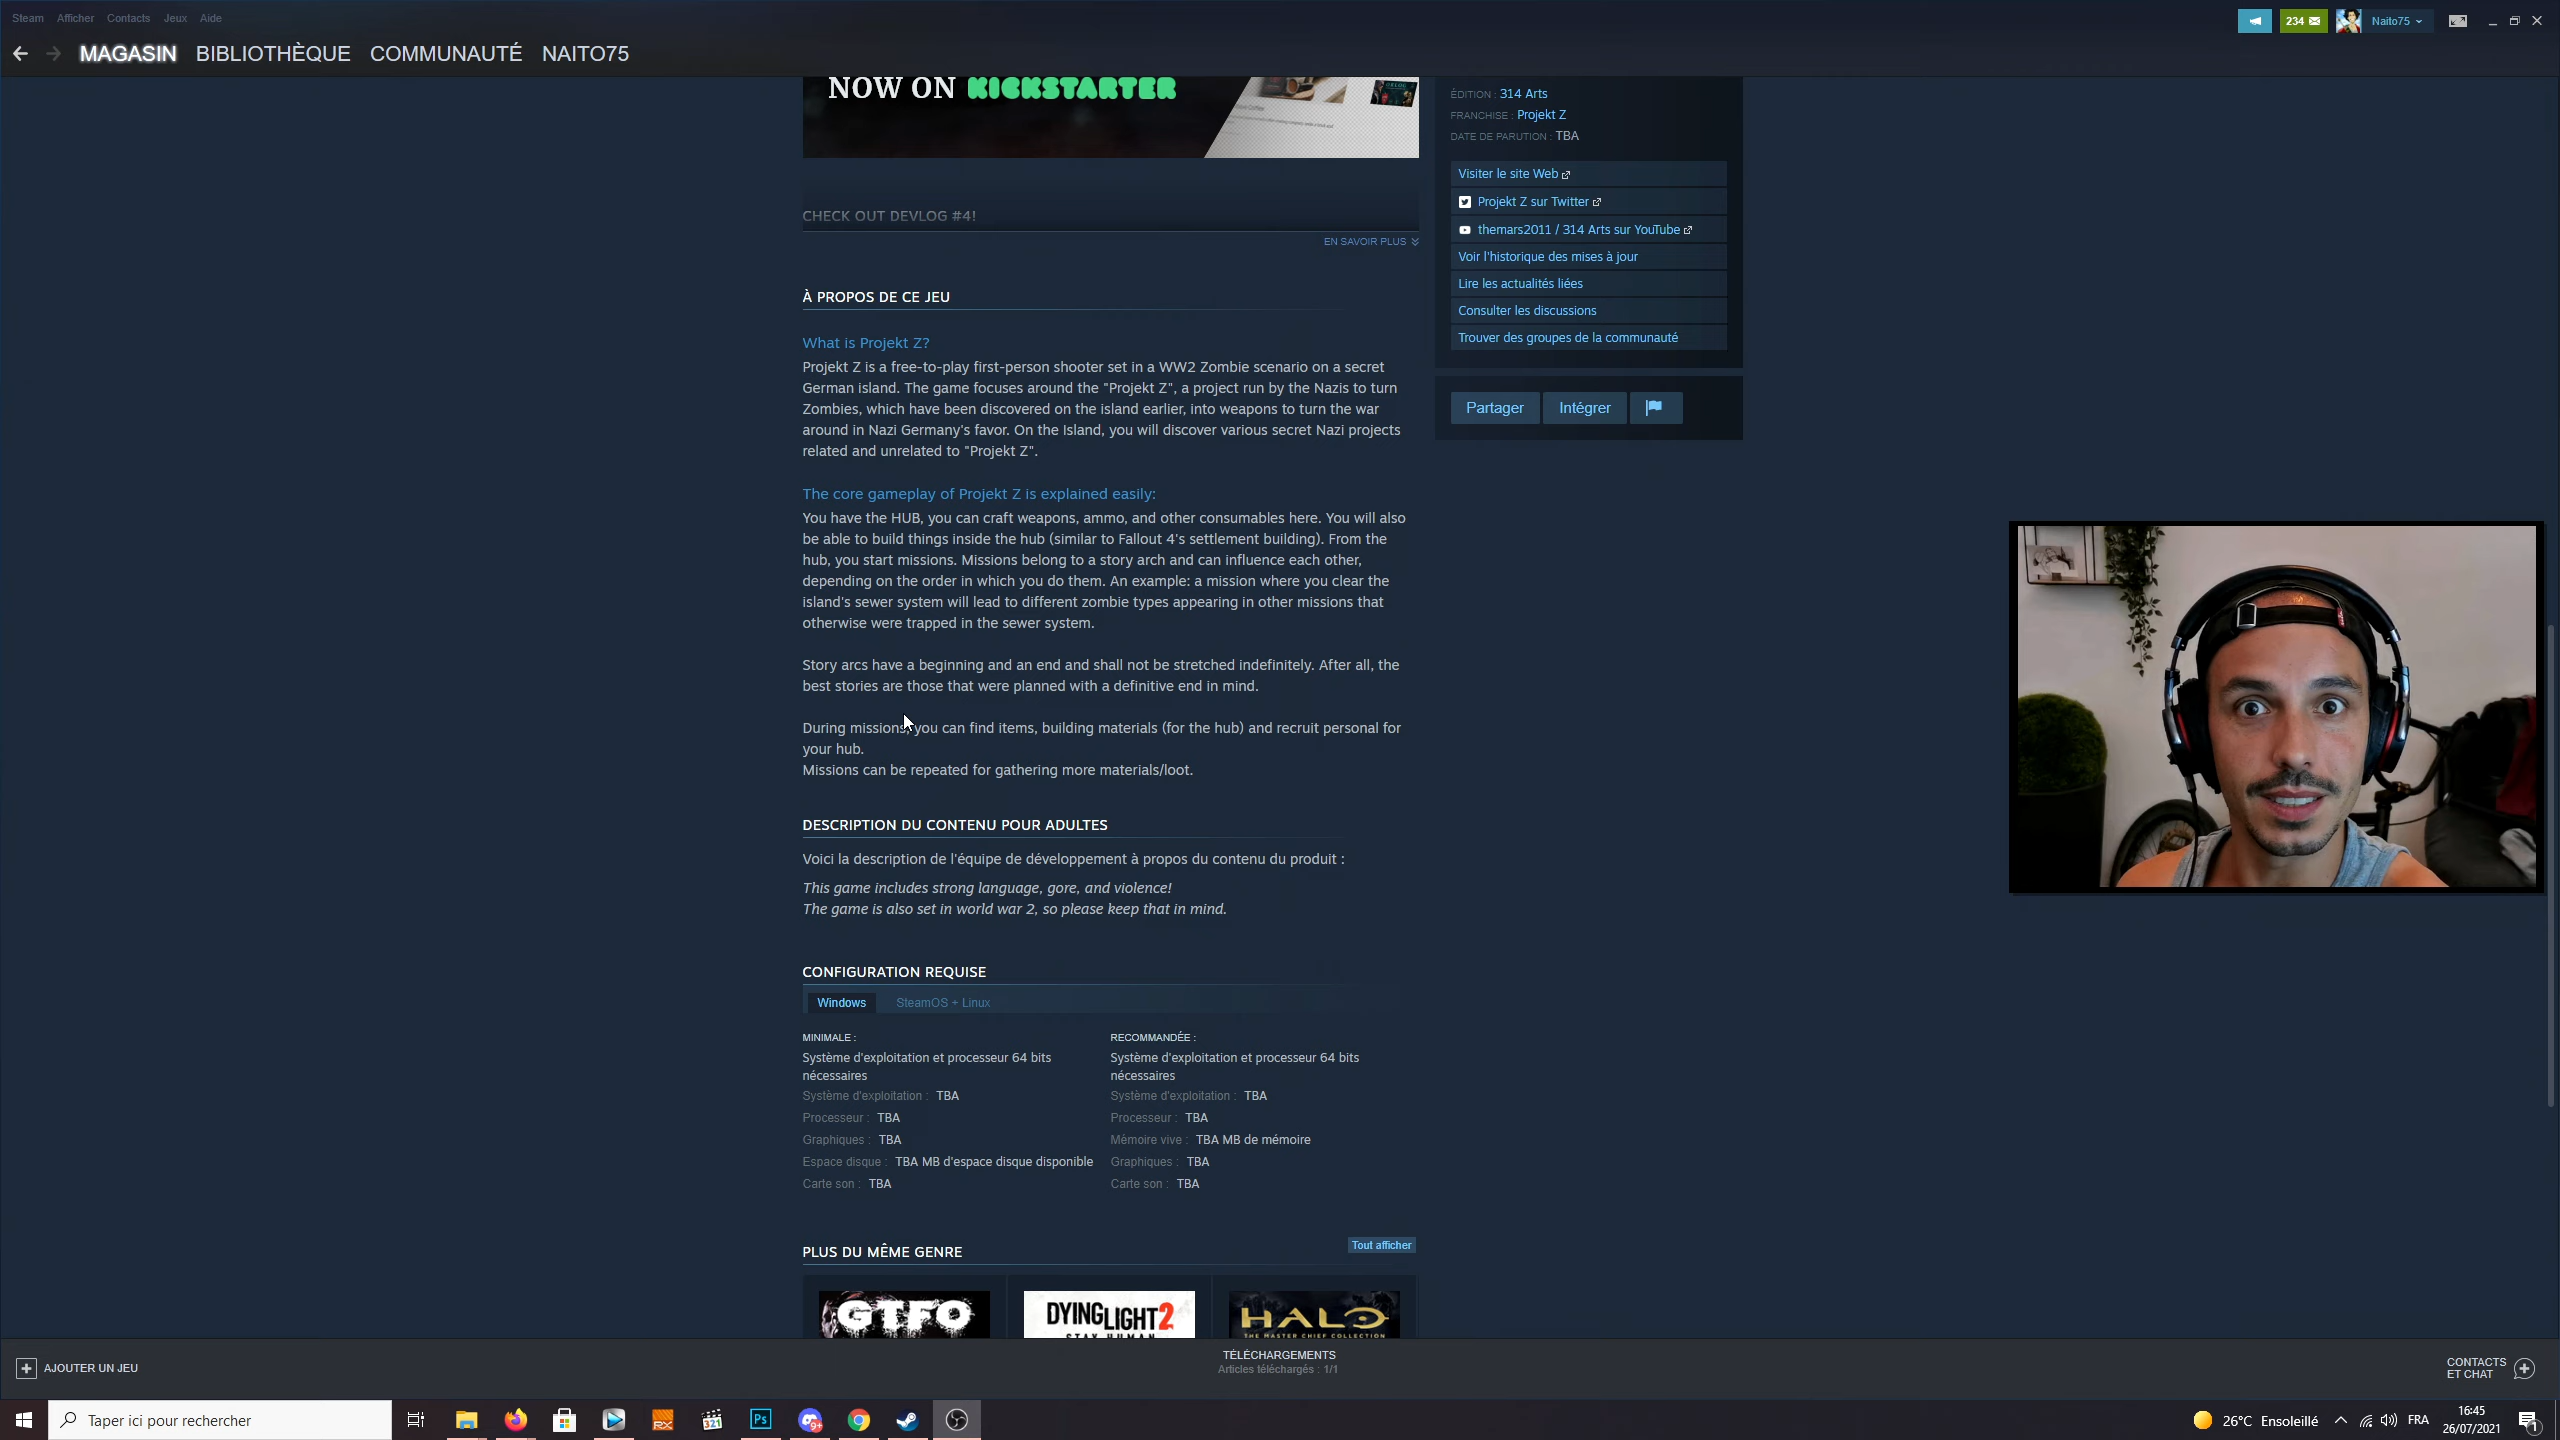 Steam Afficher Contacts Jeux Aide
234
Naito75
MAGASIN BIBLIOTHÈQUE COMMUNAUTÉ NAITO75
NOW ON KICKSTARTER
CHECK OUT DEVLOG #4!
EN SAVOIR PLUS
ÉDITION : 314 Arts
FRANCHISE : Projekt Z
DATE DE PARUTION : TBA
Visiter le site Web
Projekt Z sur Twitter
themars2011 / 314 Arts sur YouTube
Voir l'historique des mises à jour
Lire les actualités liées
Consulter les discussions
Trouver des groupes de la communauté
Partager Intégrer
À PROPOS DE CE JEU
What is Projekt Z?
Projekt Z is a free-to-play first-person shooter set in a WW2 Zombie scenario on a secret
German island. The game focuses around the "Projekt Z", a project run by the Nazis to turn
Zombies, which have been discovered on the island earlier, into weapons to turn the war
around in Nazi Germany's favor. On the Island, you will discover various secret Nazi projects
related and unrelated to "Projekt Z".
The core gameplay of Projekt Z is explained easily:
You have the HUB, you can craft weapons, ammo, and other consumables here. You will also
be able to build things inside the hub (similar to Fallout 4's settlement building). From the
hub, you start missions. Missions belong to a story arch and can influence each other,
depending on the order in which you do them. An example: a mission where you clear the
island's sewer system will lead to different zombie types appearing in other missions that
otherwise were trapped in the sewer system.
Story arcs have a beginning and an end and shall not be stretched indefinitely. After all, the
best stories are those that were planned with a definitive end in mind.
During missions, you can find items, building materials (for the hub) and recruit personal for
your hub.
Missions can be repeated for gathering more materials/loot.
DESCRIPTION DU CONTENU POUR ADULTES
Voici la description de l'équipe de développement à propos du contenu du produit :
This game includes strong language, gore, and violence!
The game is also set in world war 2, so please keep that in mind.
CONFIGURATION REQUISE
Windows SteamOS + Linux
MINIMALE :
Système d'exploitation et processeur 64 bits
nécessaires
Système d'exploitation : TBA
Processeur : TBA
Graphiques : TBA
Espace disque : TBA MB d'espace disque disponible
Carte son : TBA
RECOMMANDÉE :
Système d'exploitation et processeur 64 bits
nécessaires
Système d'exploitation : TBA
Processeur : TBA
Mémoire vive : TBA MB de mémoire
Graphiques : TBA
Carte son : TBA
PLUS DU MÊME GENRE
Tout afficher
GTFO
DYING LIGHT 2
STAY HUMAN
HALO
THE MASTER CHIEF COLLECTION
AJOUTER UN JEU
TÉLÉCHARGEMENTS
Articles téléchargés : 1/1
CONTACTS
ET CHAT
Taper ici pour rechercher
RX
321
Ps
9+
26°C Ensoleillé
FRA
16:45
26/07/2021
1